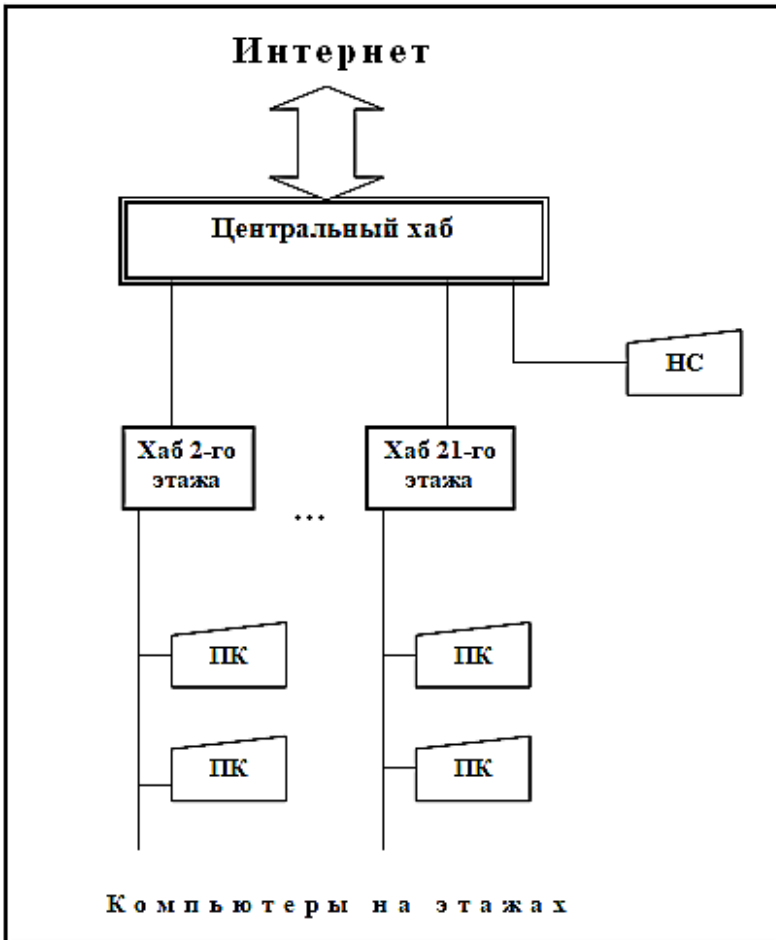 Интернет
Центральный хаб
НС
Хаб 2-го
этажа
Хаб 21-го
этажа
...
ПК
ПК
ПК
ПК
Компьютеры на этажах